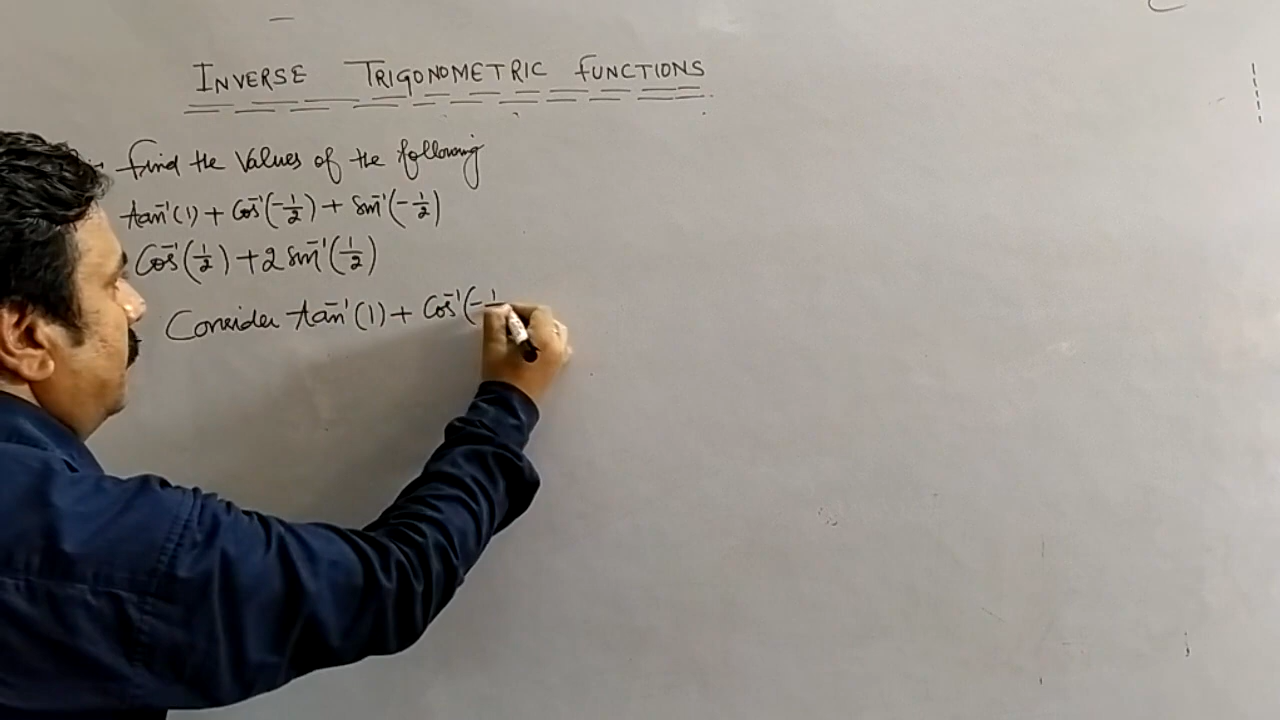 INVERSE TRIGONOMETRIC FUNCTIONS
Find the Values of the following
tan⁻¹(1) + Cos⁻¹(-1/2) + Sin⁻¹(-1/2)
Cos⁻¹(1/2) + 2 Sin⁻¹(1/2)
Consider tan⁻¹(1) + Cos⁻¹(-1